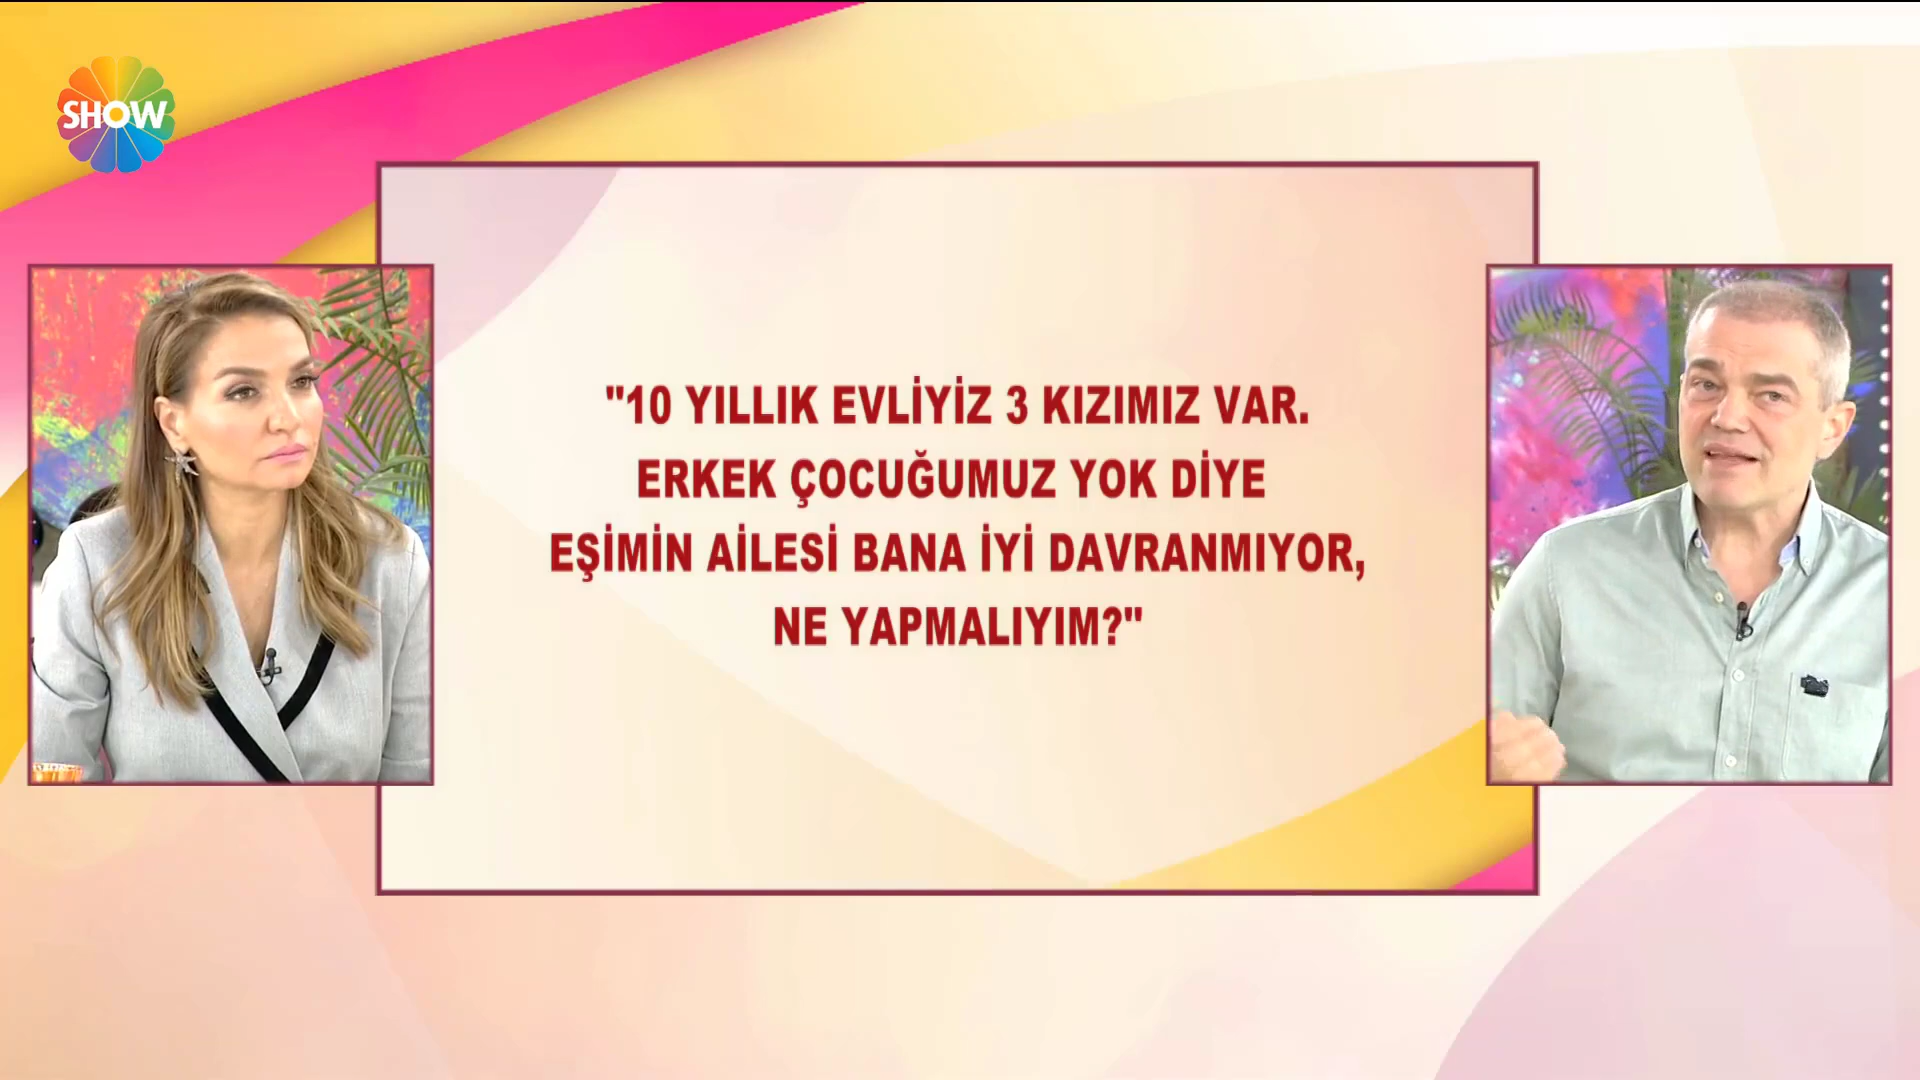 SHOW
"10 YILLIK EVLİYİZ 3 KIZIMIZ VAR.
ERKEK ÇOCUĞUMUZ YOK DİYE
EŞİMİN AİLESİ BANA İYİ DAVRANMIYOR,
NE YAPMALIYIM?"